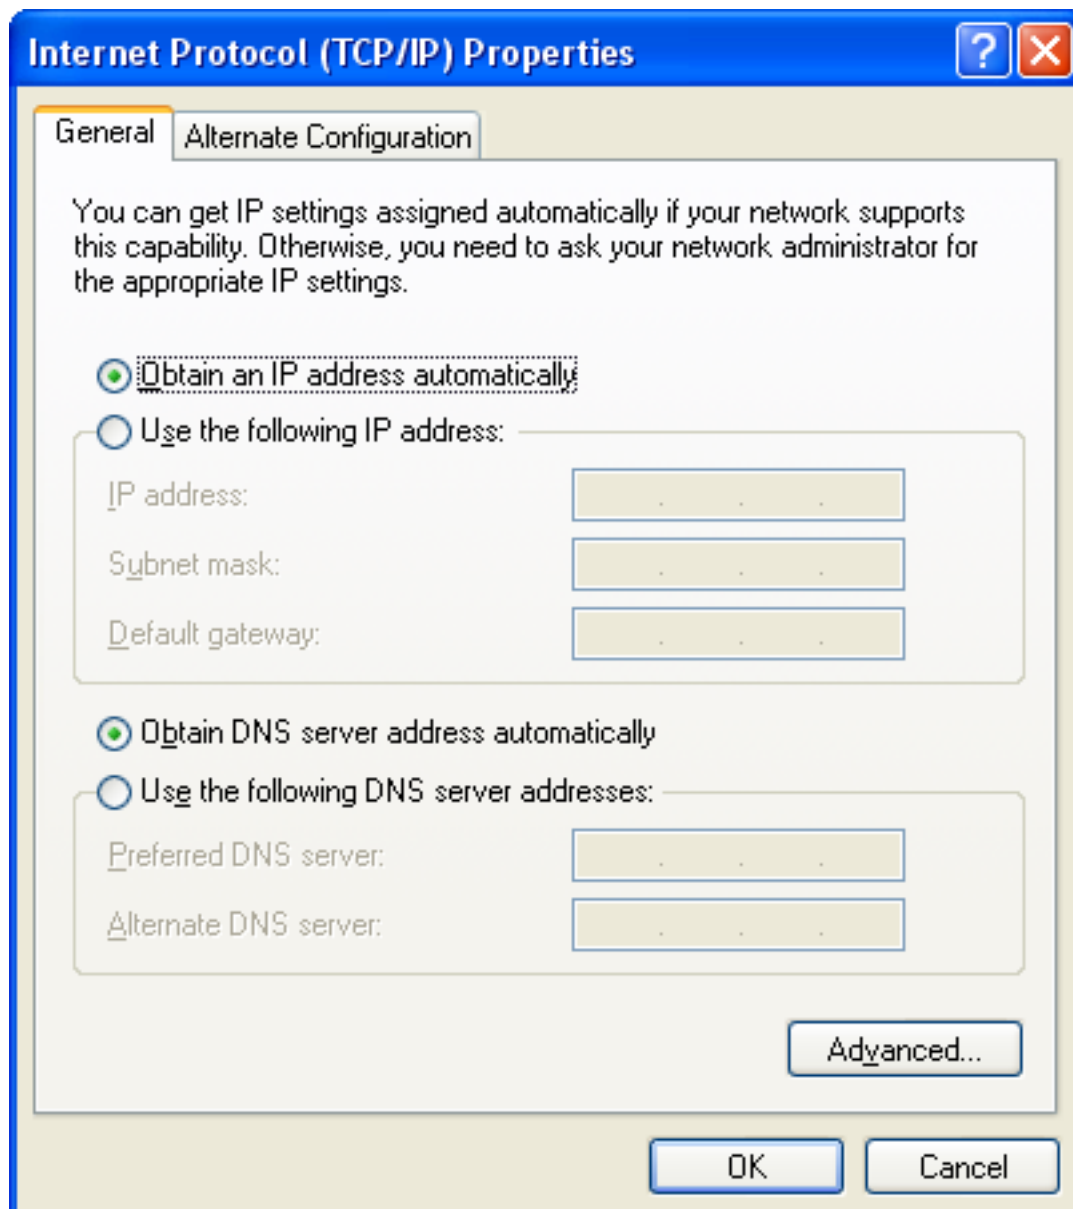 Internet Protocol (TCP/IP) Properties
General
Alternate Configuration
You can get IP settings assigned automatically if your network supports
this capability. Otherwise, you need to ask your network administrator for
the appropriate IP settings.
Obtain an IP address automatically
Use the following IP address:
IP address:
Subnet mask:
Default gateway:
Obtain DNS server address automatically
Use the following DNS server addresses:
Preferred DNS server:
Alternate DNS server:
Advanced...
OK
Cancel